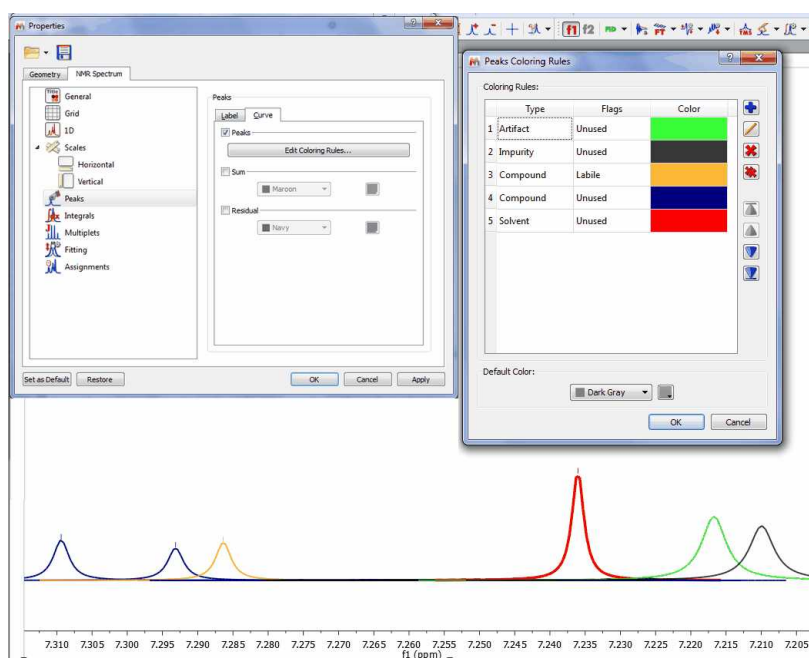 Properties
Geometry
NMR Spectrum
General
Grid
1D
Scales
Horizontal
Vertical
Peaks
Integrals
Multiplets
Fitting
Assignments
Peaks
Label
Curve
Peaks
Edit Coloring Rules...
Sum
Maroon
Residual
Navy
Set as Default
Restore
OK
Cancel
Apply
f1 f2
Peaks Coloring Rules
Coloring Rules:
Type Flags Color
1 Artifact Unused
2 Impurity Unused
3 Compound Labile
4 Compound Unused
5 Solvent Unused
Default Color:
Dark Gray
OK
Cancel
7.310 7.305 7.300 7.295 7.290 7.285 7.280 7.275 7.270 7.265 7.260 7.255 7.250 7.245 7.240 7.235 7.230 7.225 7.220 7.215 7.210 7.205
f1 (ppm)